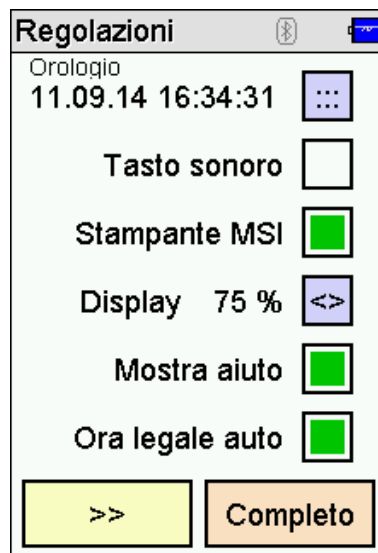 Regolazioni
Orologio
11.09.14 16:34:31 :::
Tasto sonoro
Stampante MSI
Display 75 % <>
Mostra aiuto
Ora legale auto
>> Completo